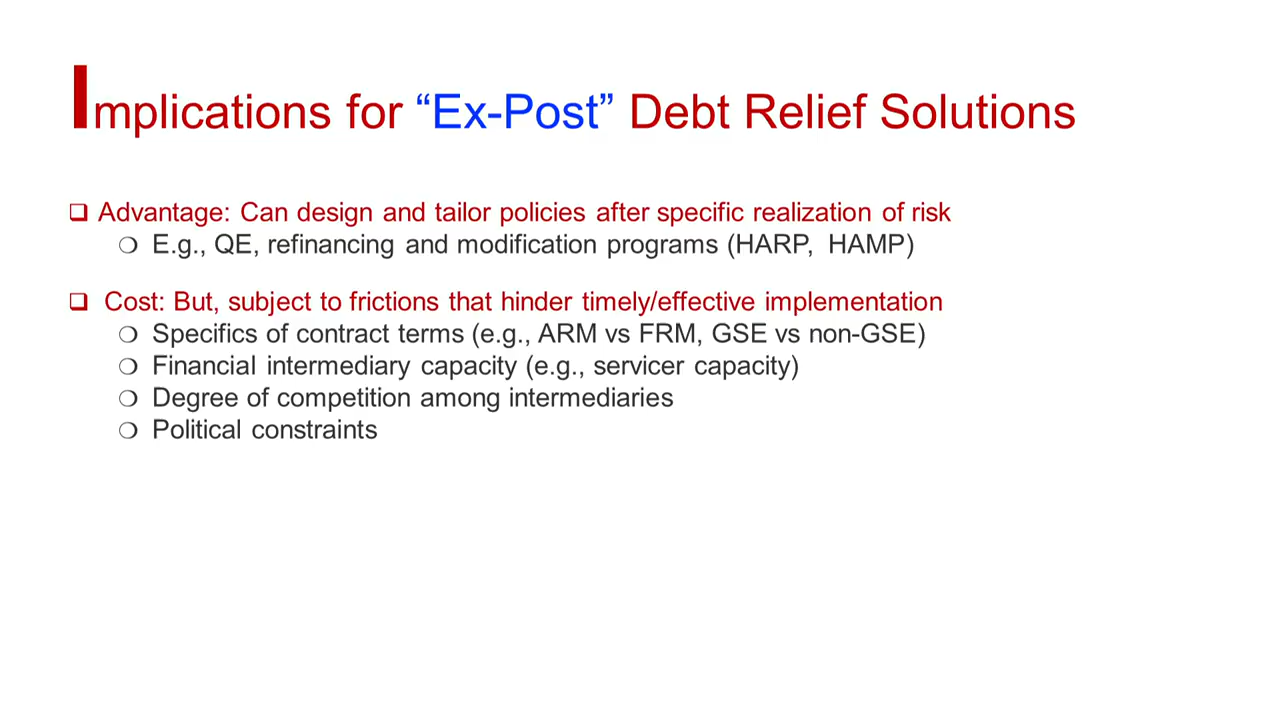 Implications for “Ex-Post” Debt Relief Solutions
❑ Advantage: Can design and tailor policies after specific realization of risk
❍ E.g., QE, refinancing and modification programs (HARP, HAMP)
❑ Cost: But, subject to frictions that hinder timely/effective implementation
❍ Specifics of contract terms (e.g., ARM vs FRM, GSE vs non-GSE)
❍ Financial intermediary capacity (e.g., servicer capacity)
❍ Degree of competition among intermediaries
❍ Political constraints